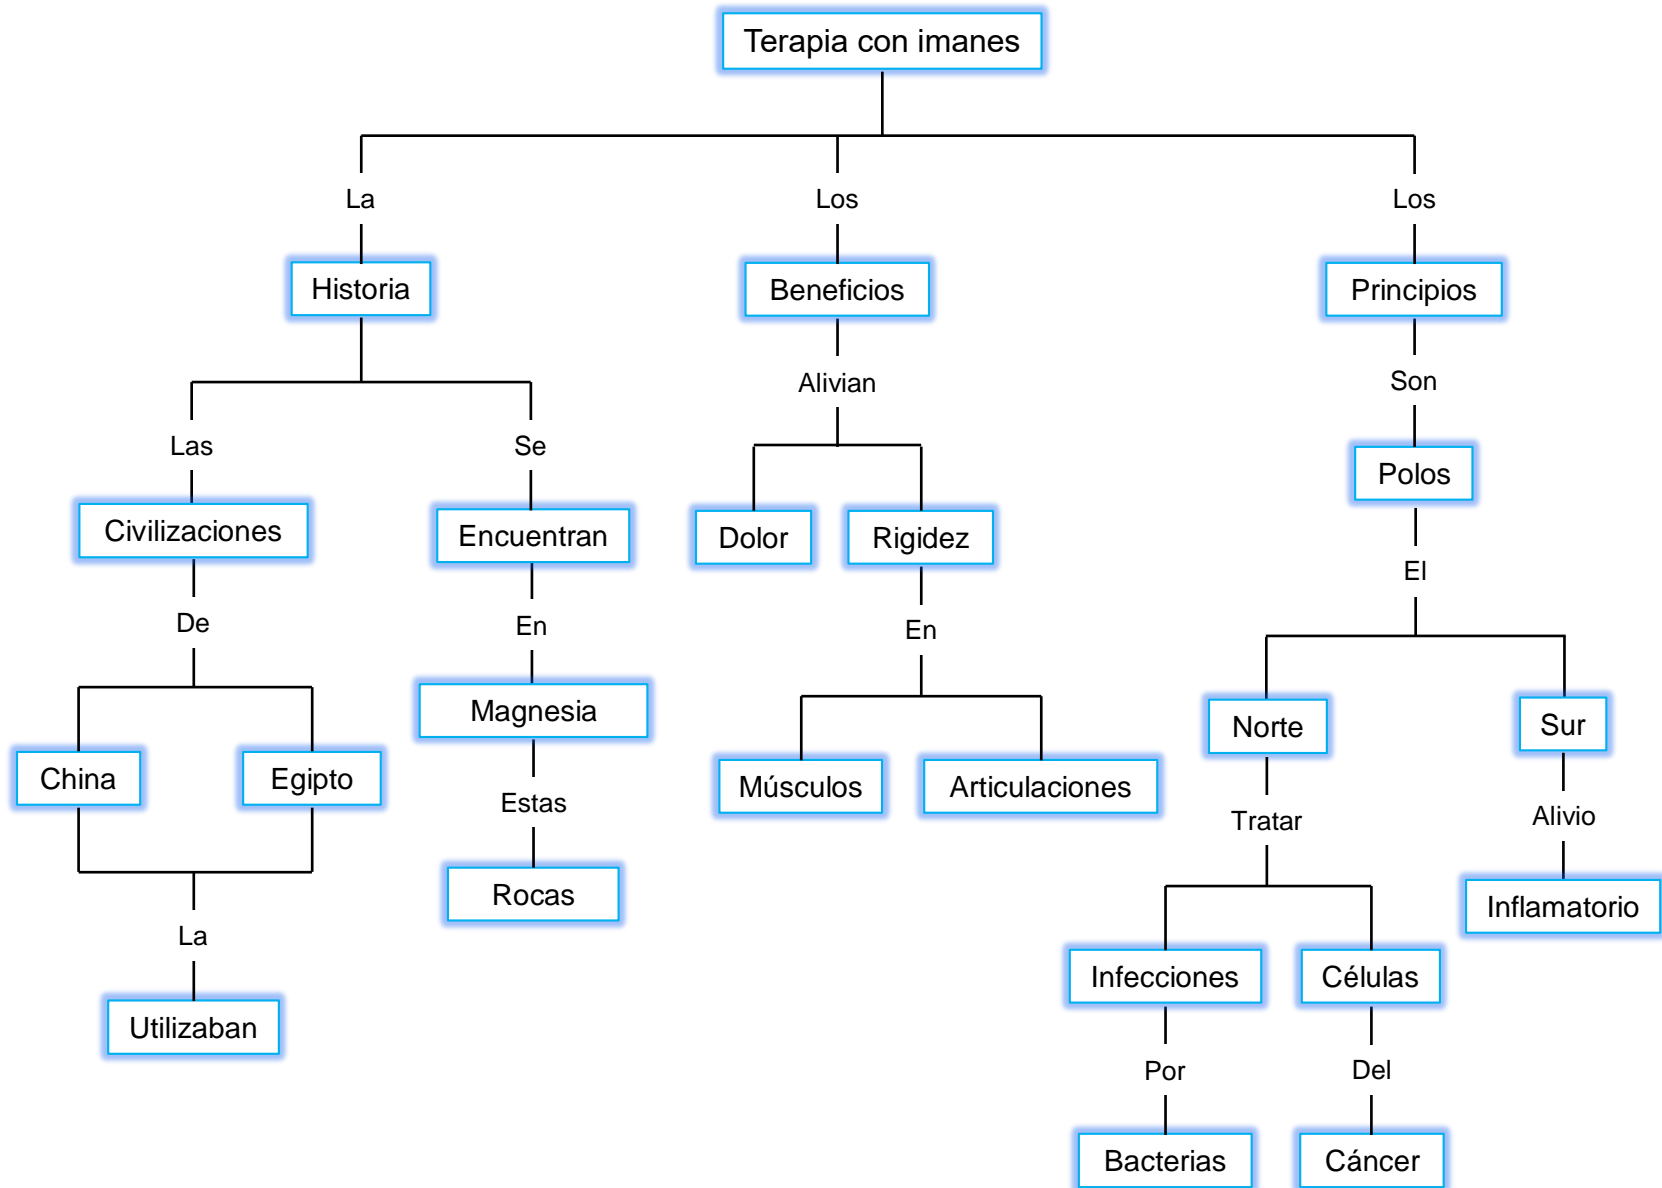 Terapia con imanes
La
Los
Los
Historia
Beneficios
Principios
Alivian
Son
Las
Se
Polos
Civilizaciones
Encuentran
Dolor
Rigidez
El
De
En
En
Magnesia
Norte
Sur
China
Egipto
Músculos
Articulaciones
Estas
Tratar
Alivio
Rocas
Inflamatorio
La
Infecciones
Células
Utilizaban
Por
Del
Bacterias
Cáncer